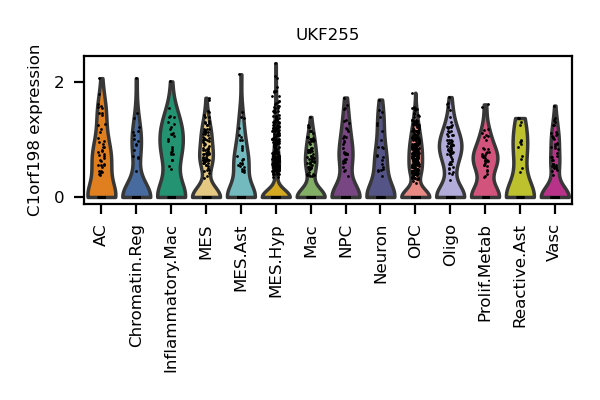 UKF255
C1orf198 expression
2
0
AC
Chromatin.Reg
Inflammatory.Mac
MES
MES.Ast
MES.Hyp
Mac
NPC
Neuron
OPC
Oligo
Prolif.Metab
Reactive.Ast
Vasc